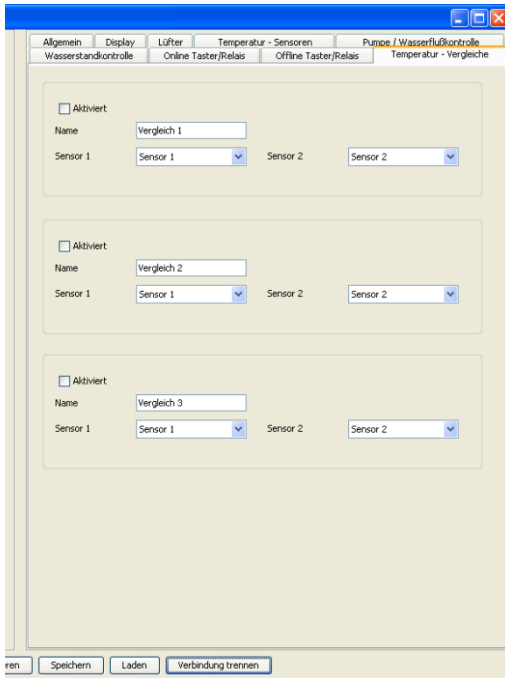 Allgemein Display Lüfter Temperatur - Sensoren Pumpe / Wasserflußkontrolle
Wasserstandkontrolle Online Taster/Relais Offline Taster/Relais Temperatur - Vergleiche
Aktiviert
Name Vergleich 1
Sensor 1 Sensor 1 Sensor 2 Sensor 2
Aktiviert
Name Vergleich 2
Sensor 1 Sensor 1 Sensor 2 Sensor 2
Aktiviert
Name Vergleich 3
Sensor 1 Sensor 1 Sensor 2 Sensor 2
ren Speichern Laden Verbindung trennen